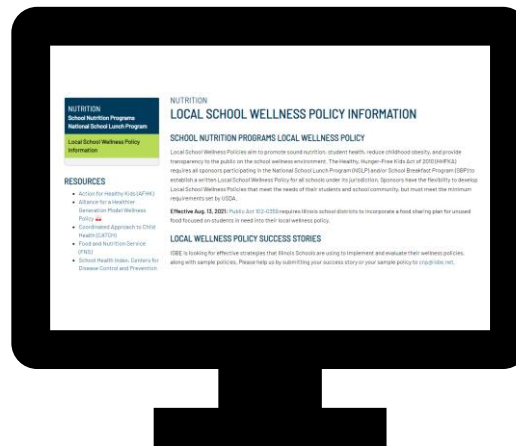 NUTRITION
School Nutrition Programs
National School Lunch Program
Local School Wellness Policy
Information
RESOURCES
Action for Healthy Kids (AFHK)
Alliance for a Healthier
Generation Model Wellness
Policy
Coordinated Approach to Child
Health (CATCH)
Food and Nutrition Service
(FNS)
School Health Index, Centers for
Disease Control and Prevention
NUTRITION
LOCAL SCHOOL WELLNESS POLICY INFORMATION
SCHOOL NUTRITION PROGRAMS LOCAL WELLNESS POLICY
Local School Wellness Policies aim to promote sound nutrition, student health, reduce childhood obesity, and provide
transparency to the public on the school wellness environment. The Healthy, Hunger-Free Kids Act of 2010 (HHFKA)
requires all sponsors participating in the National School Lunch Program (NSLP) and/or School Breakfast Program (SBP) to
establish a written Local School Wellness Policy for all schools under its jurisdiction. Sponsors have the flexibility to develop
Local School Wellness Policies that meet the needs of their students and school community, but must meet the minimum
requirements set by USDA.
Effective Aug. 13, 2021: Public Act 102-0359 requires Illinois school districts to incorporate a food sharing plan for unused
food focused on students in need into their local wellness policy.
LOCAL WELLNESS POLICY SUCCESS STORIES
ISBE is looking for effective strategies that Illinois Schools are using to implement and evaluate their wellness policies,
along with sample policies. Please help us by submitting your success story or your sample policy to cnp@isbe.net.